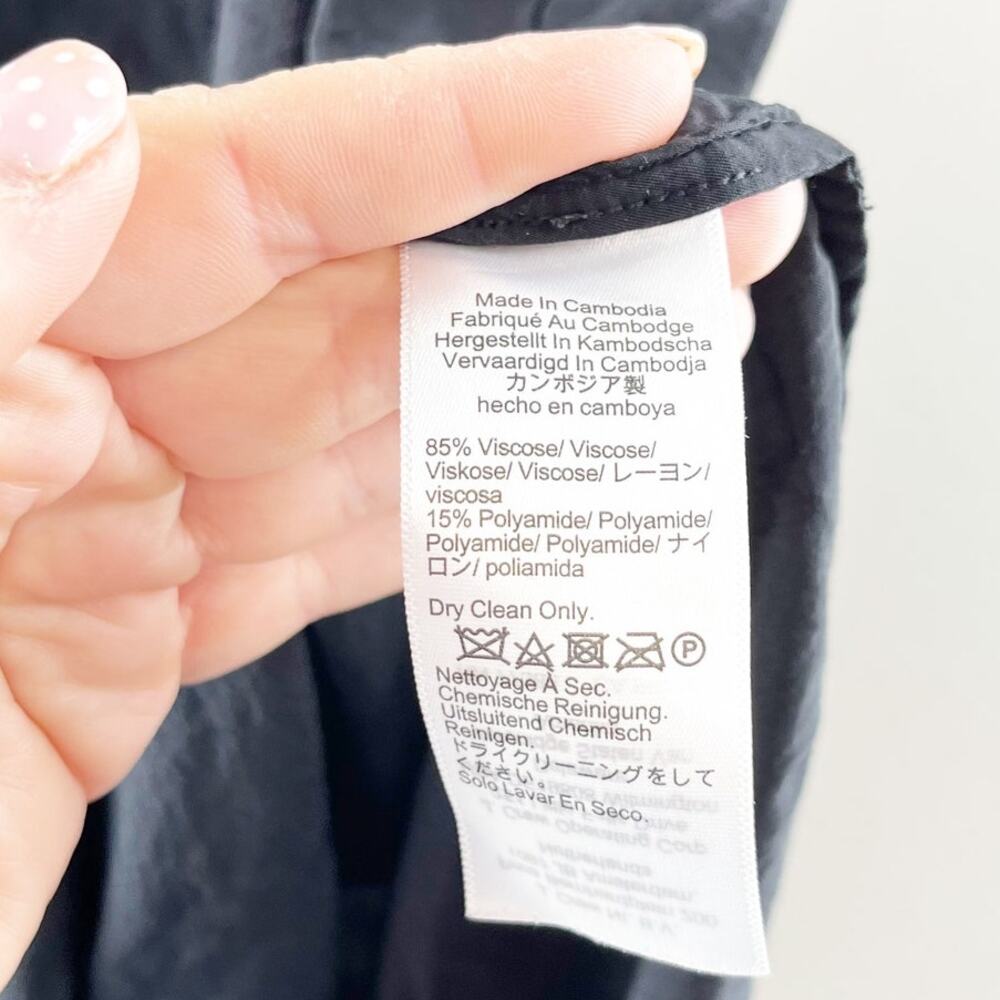 Made In Cambodia
Fabriqué Au Cambodge
Hergestellt In Kambodscha
Vervaardigd In Cambodja
カンボジア製
hecho en camboya
85% Viscose/ Viscose/
Viskose/ Viscose/ レーヨン/
viscosa
15% Polyamide/ Polyamide/
Polyamide/ Polyamide/ ナイ
ロン/ poliamida
Dry Clean Only.
P
Nettoyage À Sec.
Chemische Reinigung.
Uitsluitend Chemisch
Reinigen.
ドライクリーニングをして
ください。
Solo Lavar En Seco.